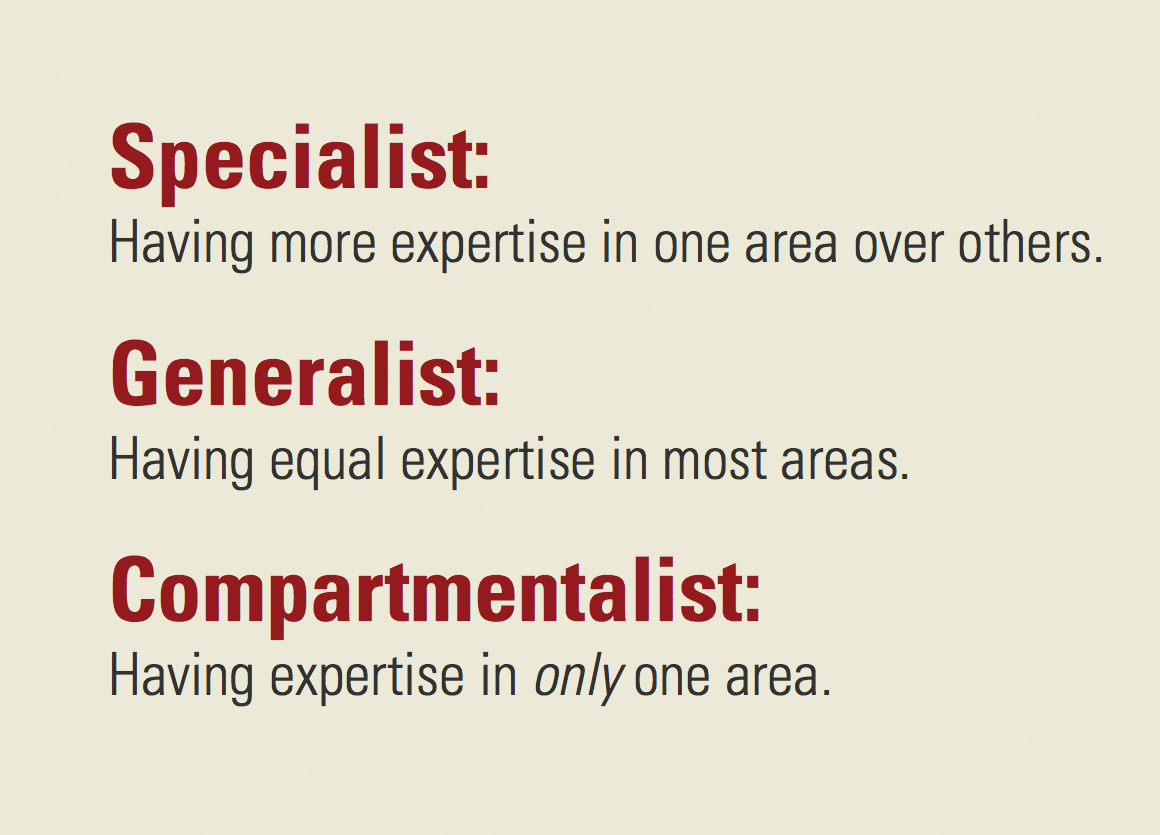 Specialist:
Having more expertise in one area over others.
Generalist:
Having equal expertise in most areas.
Compartmentalist:
Having expertise in only one area.